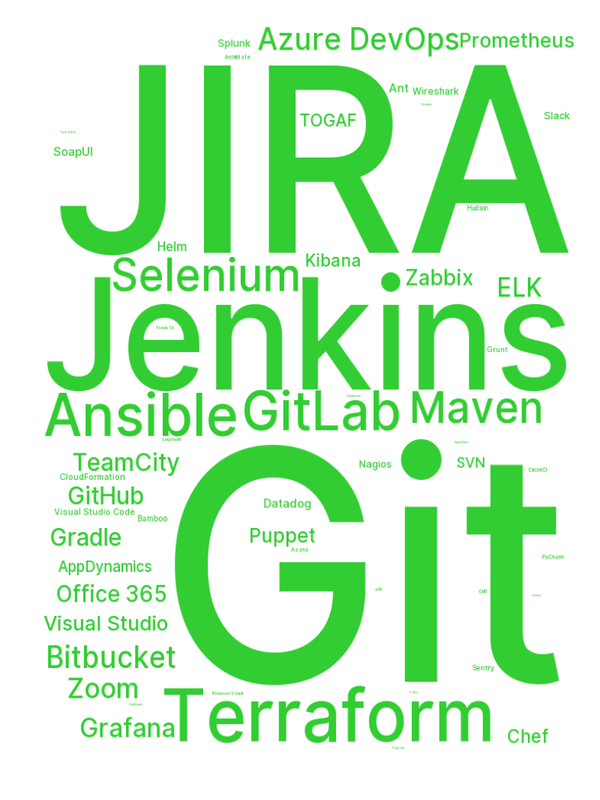 Splunk
Azure DevOps
Prometheus
ArchiMate
JIRA
Ant
Wireshark
TOGAF
Slack
SoapUI
Hudson
Helm
Kibana
Selenium
Zabbix
ELK
Jenkins
Grunt
Ansible
GitLab
Maven
TeamCity
Nagios
SVN
CircleCI
CloudFormation
GitHub
Datadog
Visual Studio Code
Bamboo
Gradle
Puppet
Asana
PyCharm
AppDynamics
Office 365
Git
Visual Studio
Bitbucket
Sentry
Zoom
Terraform
Grafana
Chef